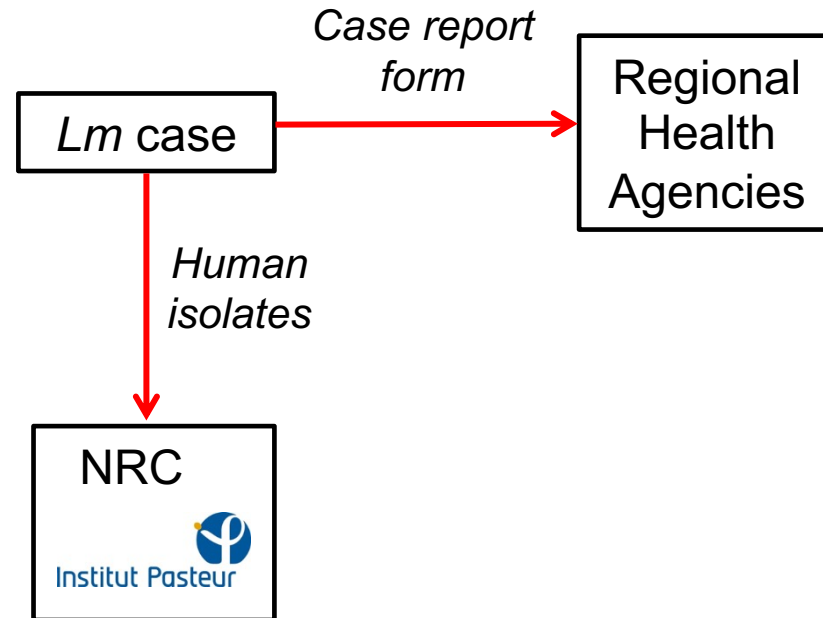 Case report
form
Lm case
Regional
Health
Agencies
Human
isolates
NRC
Institut Pasteur